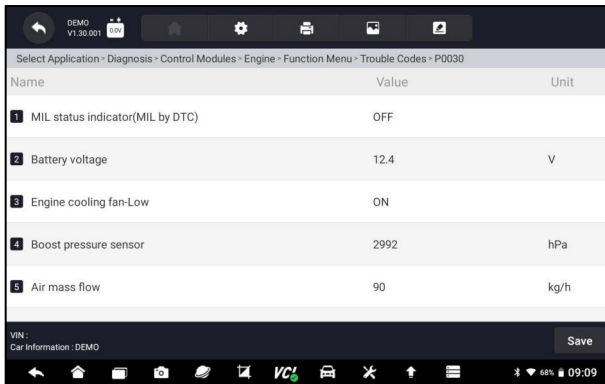 DEMO
V1.30.001
0.0V
Select Application > Diagnosis > Control Modules > Engine > Function Menu > Trouble Codes > P0030
Name Value Unit
1 MIL status indicator(MIL by DTC) OFF
2 Battery voltage 12.4 V
3 Engine cooling fan-Low ON
4 Boost pressure sensor 2992 hPa
5 Air mass flow 90 kg/h
VIN :
Car Information : DEMO
Save
VCI 68% 09:09